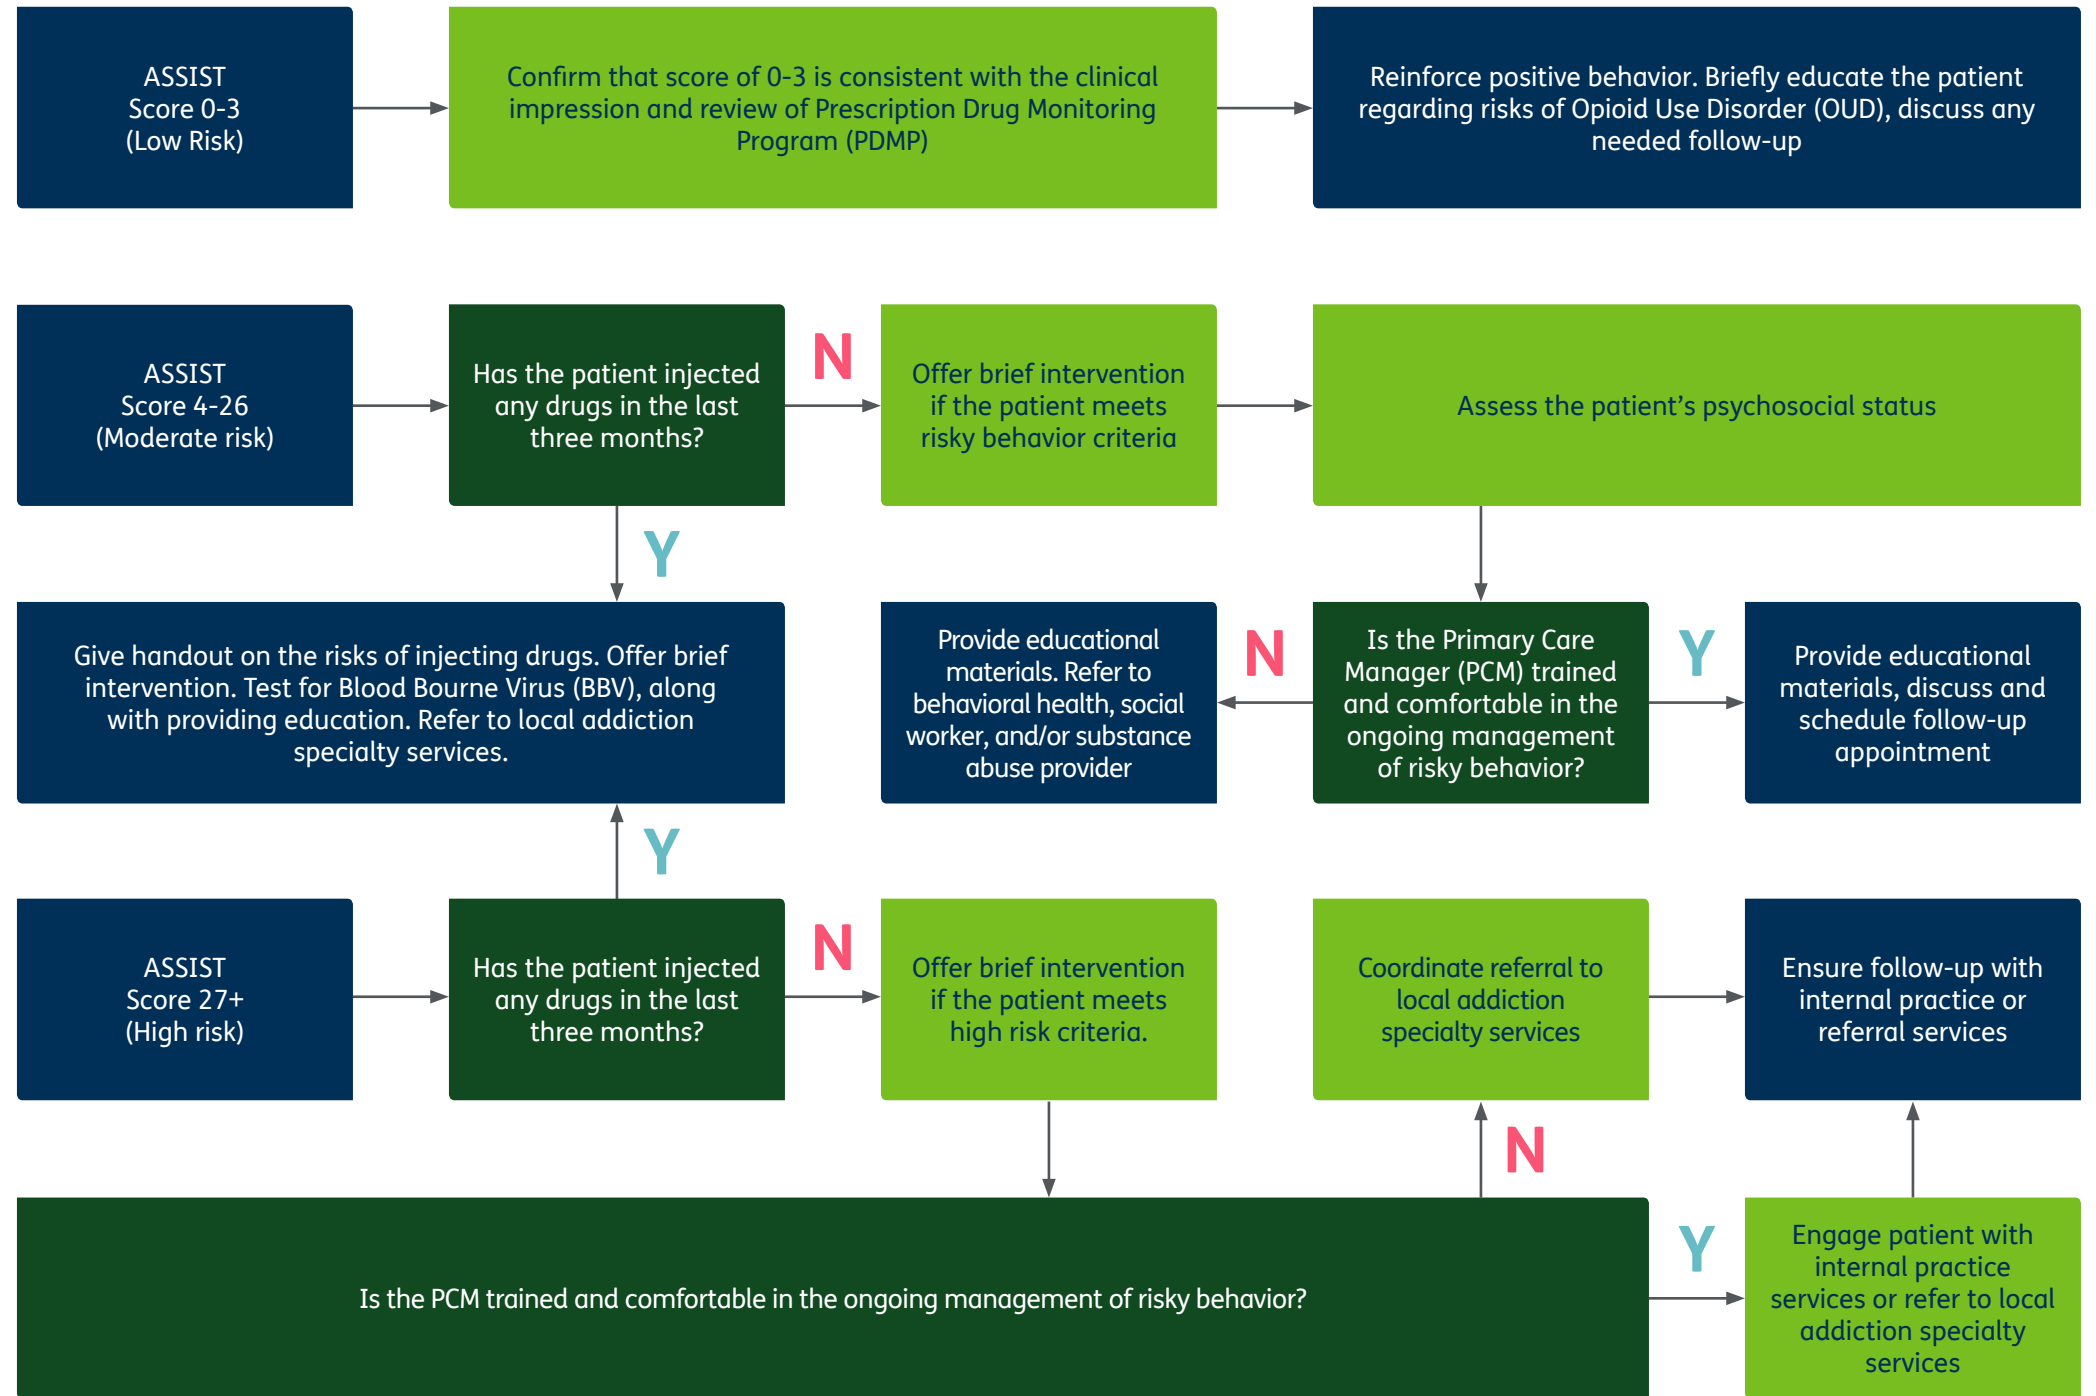 ASSIST
Score 0-3
(Low Risk)
Confirm that score of 0-3 is consistent with the clinical
impression and review of Prescription Drug Monitoring
Program (PDMP)
Reinforce positive behavior. Briefly educate the patient
regarding risks of Opioid Use Disorder (OUD), discuss any
needed follow-up
ASSIST
Score 4-26
(Moderate risk)
Has the patient injected
any drugs in the last
three months?
N
Offer brief intervention
if the patient meets
risky behavior criteria
Assess the patient’s psychosocial status
Y
Give handout on the risks of injecting drugs. Offer brief
intervention. Test for Blood Bourne Virus (BBV), along
with providing education. Refer to local addiction
specialty services.
Provide educational
materials. Refer to
behavioral health, social
worker, and/or substance
abuse provider
N
Is the Primary Care
Manager (PCM) trained
and comfortable in the
ongoing management
of risky behavior?
Y
Provide educational
materials, discuss and
schedule follow-up
appointment
Y
ASSIST
Score 27+
(High risk)
Has the patient injected
any drugs in the last
three months?
N
Offer brief intervention
if the patient meets
high risk criteria.
Coordinate referral to
local addiction
specialty services
Ensure follow-up with
internal practice or
referral services
N
Is the PCM trained and comfortable in the ongoing management of risky behavior?
Y
Engage patient with
internal practice
services or refer to local
addiction specialty
services